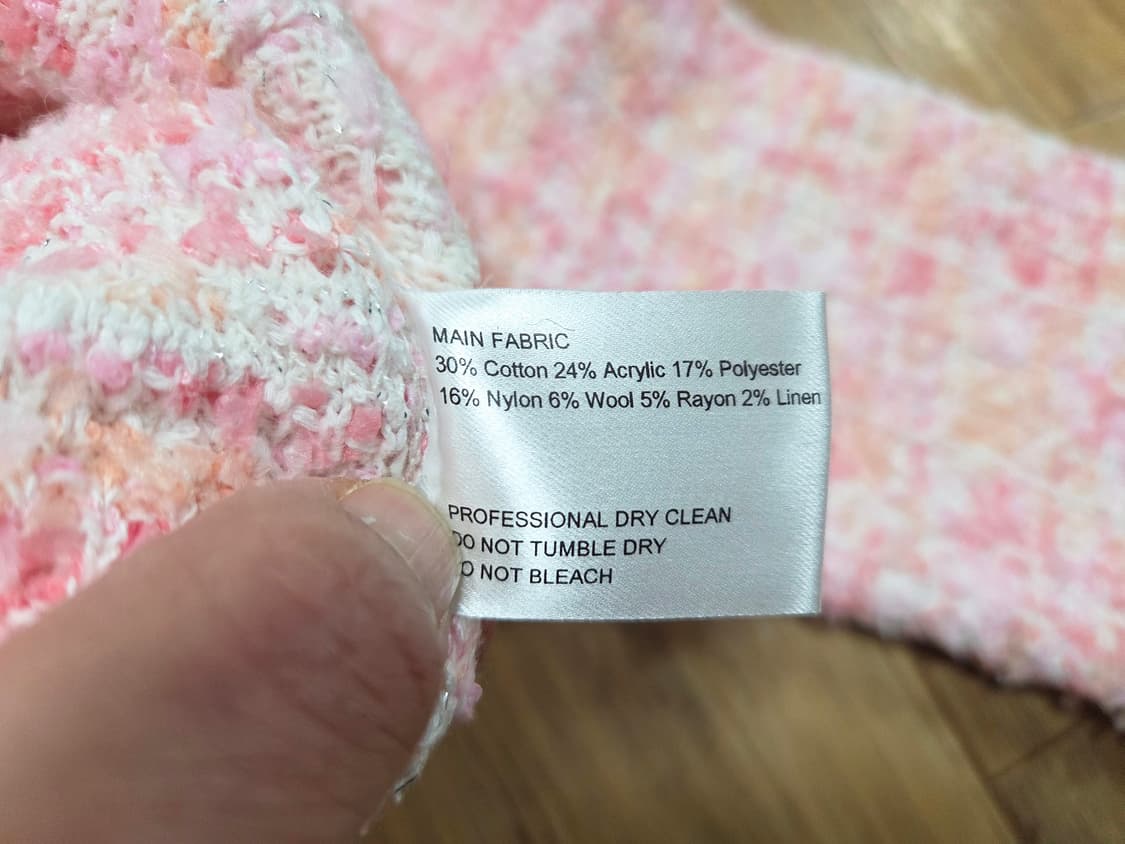 MAIN FABRIC
30% Cotton 24% Acrylic 17% Polyester
16% Nylon 6% Wool 5% Rayon 2% Linen
PROFESSIONAL DRY CLEAN
DO NOT TUMBLE DRY
DO NOT BLEACH